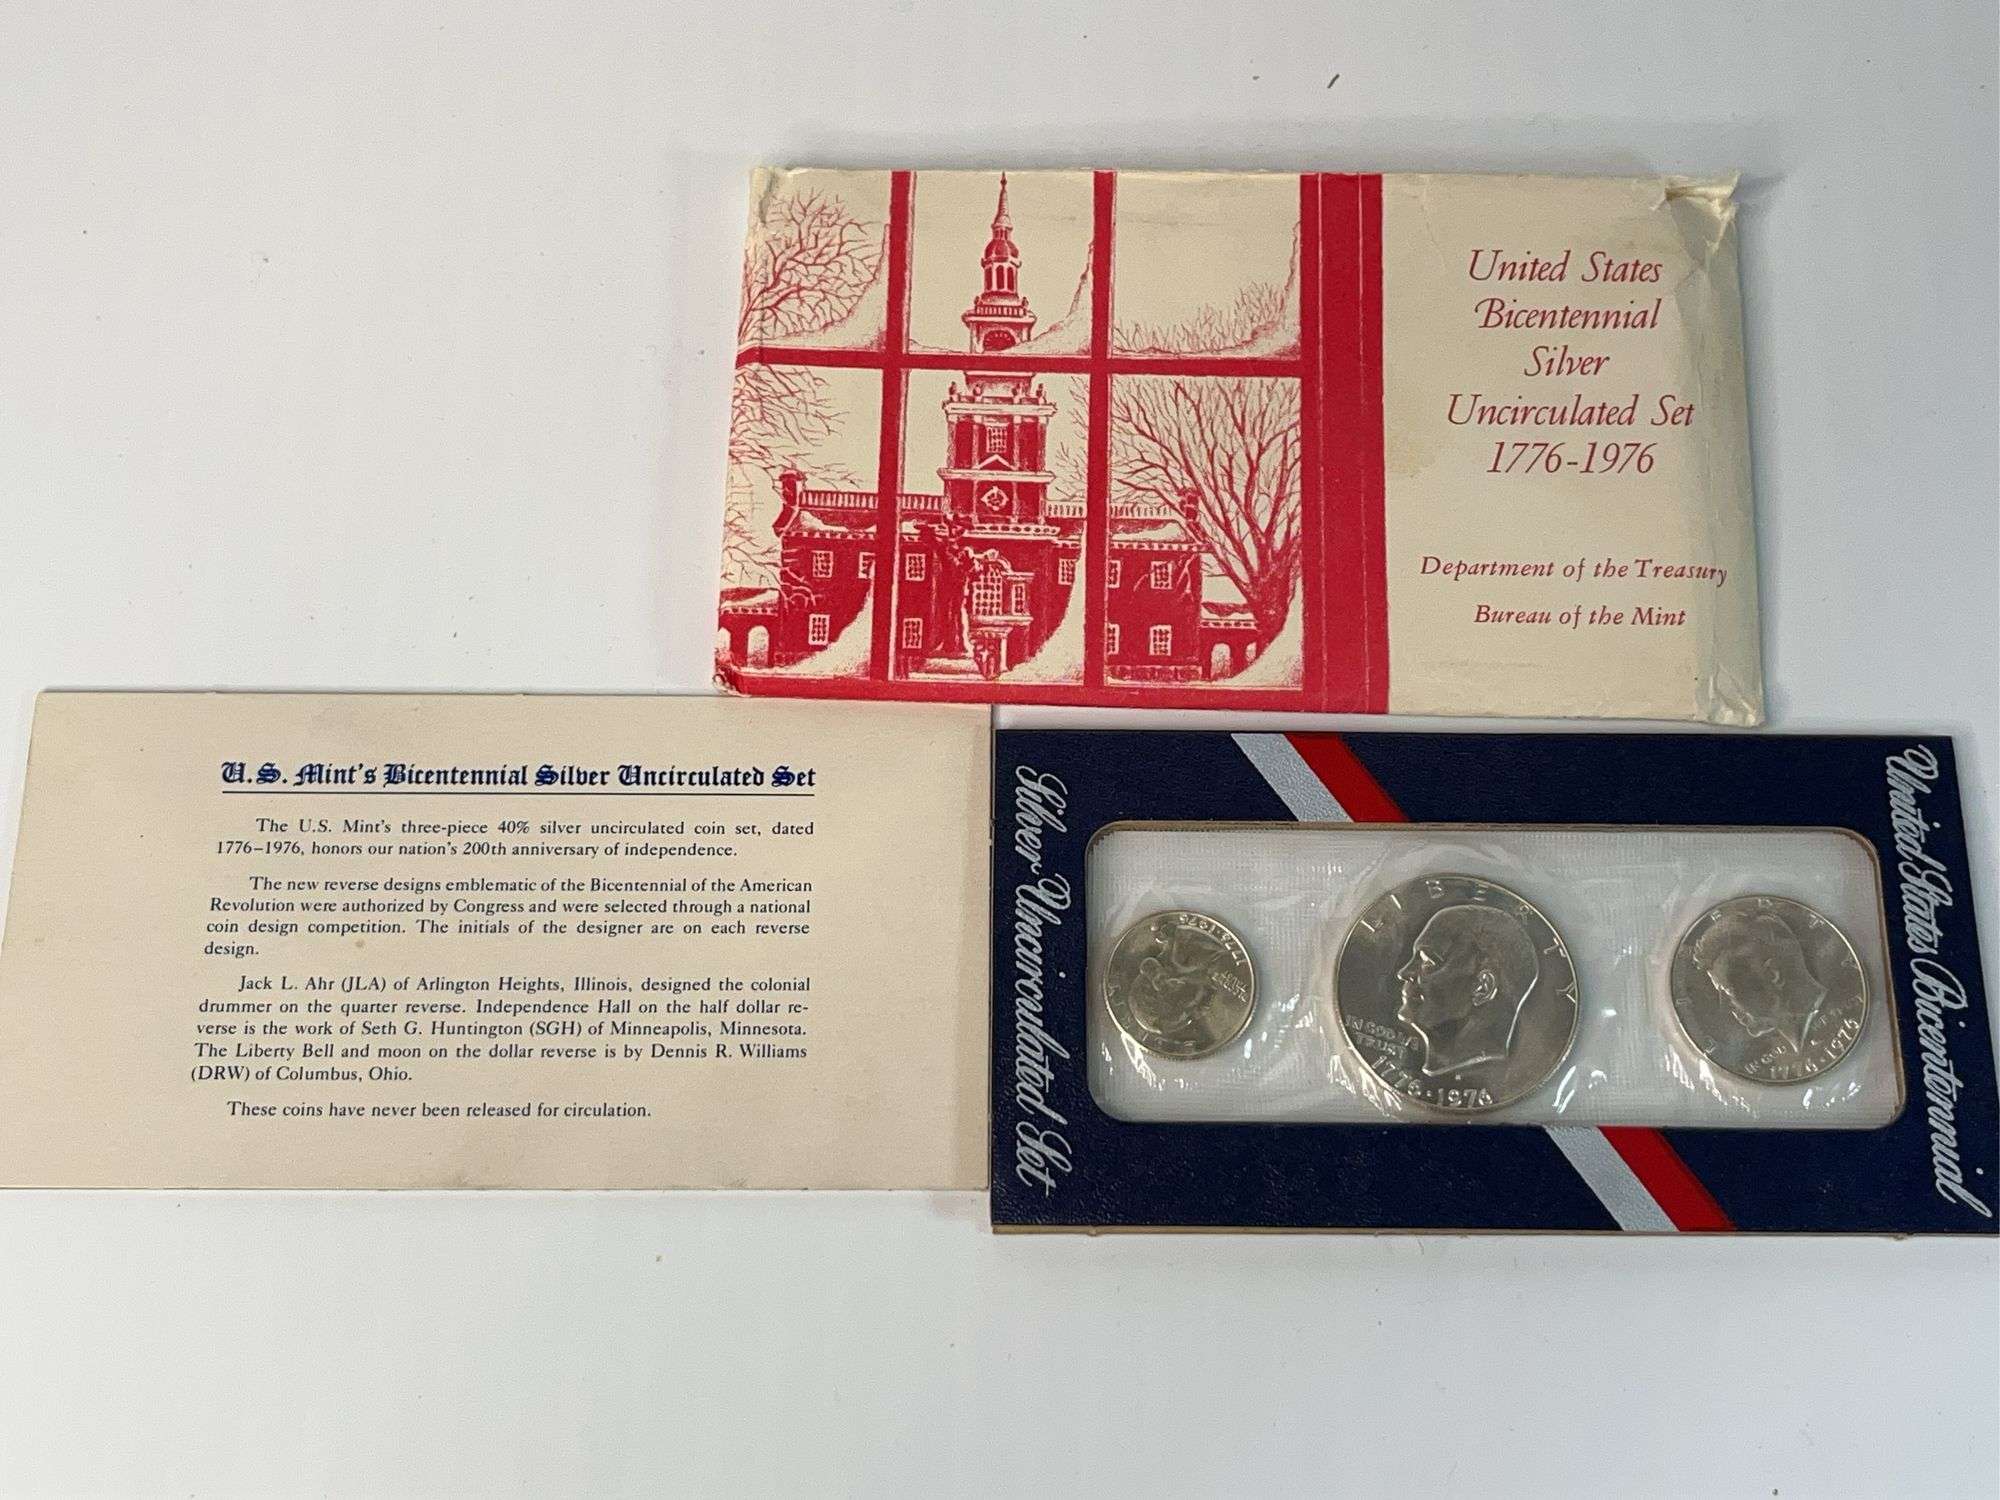 United States
Bicentennial
Silver
Uncirculated Set
1776-1976
Department of the Treasury
Bureau of the Mint
U.S. Mint's Bicentennial Silver Uncirculated Set
The U.S. Mint's three-piece 40% silver uncirculated coin set, dated
1776–1976, honors our nation's 200th anniversary of independence.
The new reverse designs emblematic of the Bicentennial of the American
Revolution were authorized by Congress and were selected through a national
coin design competition. The initials of the designer are on each reverse
design.
Jack L. Ahr (JLA) of Arlington Heights, Illinois, designed the colonial
drummer on the quarter reverse. Independence Hall on the half dollar re-
verse is the work of Seth G. Huntington (SGH) of Minneapolis, Minnesota.
The Liberty Bell and moon on the dollar reverse is by Dennis R. Williams
(DRW) of Columbus, Ohio.
These coins have never been released for circulation.
Silver Uncirculated Set
United States Bicentennial
1776·1976
LIBERTY
IN GOD WE
TRUST
1776·1976
LIBERTY
IN GOD
1776·1976